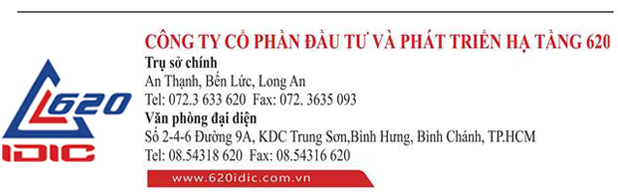 CÔNG TY CỔ PHẦN ĐẦU TƯ VÀ PHÁT TRIỂN HẠ TẦNG 620
Trụ sở chính
An Thạnh, Bến Lức, Long An
Tel: 072.3 633 620 Fax: 072. 3635 093
Văn phòng đại diện
Số 2-4-6 Đường 9A, KDC Trung Sơn,Bình Hưng, Bình Chánh, TP.HCM
Tel: 08.54318 620 Fax: 08.54316 620
www.620idic.com.vn
620
IDIC